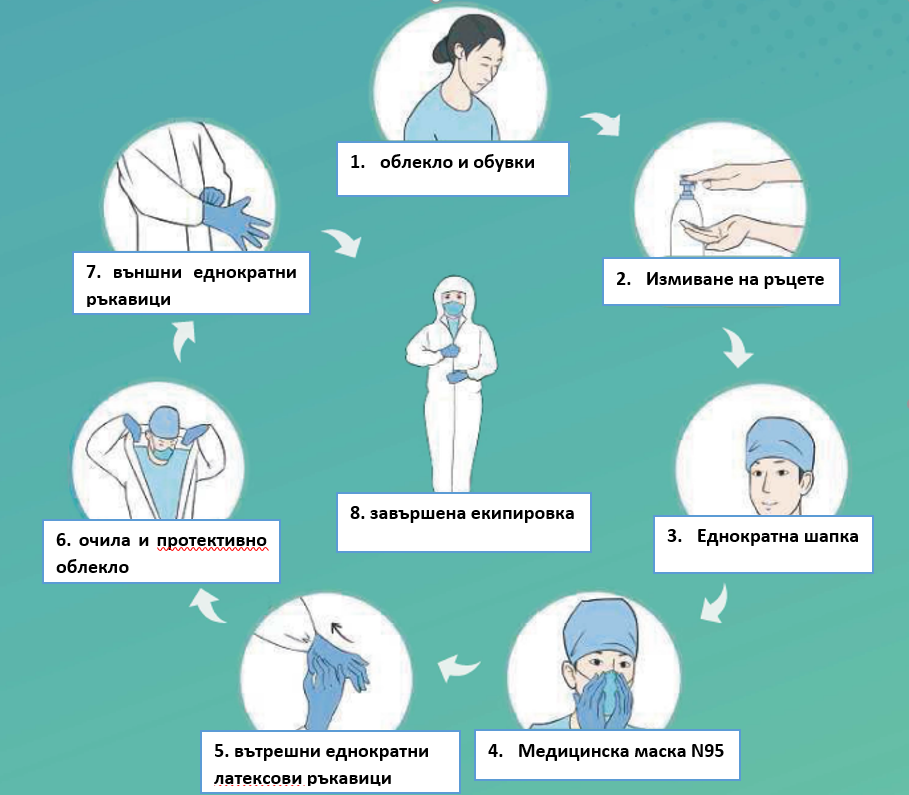 1. облекло и обувки
2. Измиване на ръцете
3. Еднократна шапка
4. Медицинска маска N95
5. вътрешни еднократни
латексови ръкавици
6. очила и протективно
облекло
7. външни еднократни
ръкавици
8. завършена екипировка